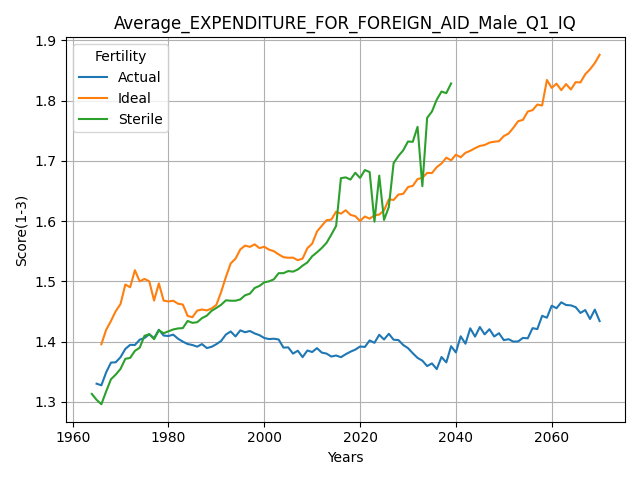 Average_EXPENDITURE_FOR_FOREIGN_AID_Male_Q1_IQ
Fertility
Actual
Ideal
Sterile
Score(1-3)
1.9
1.8
1.7
1.6
1.5
1.4
1.3
1960 1980 2000 2020 2040 2060
Years